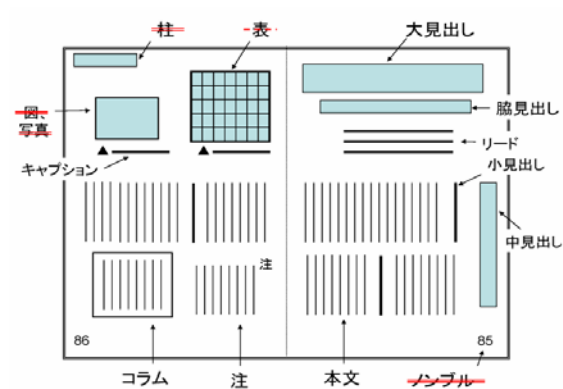 柱
表
大見出し
図、
写真
脇見出し
キャプション
リード
小見出し
注
中見出し
86
85
コラム
注
本文
ノンブル